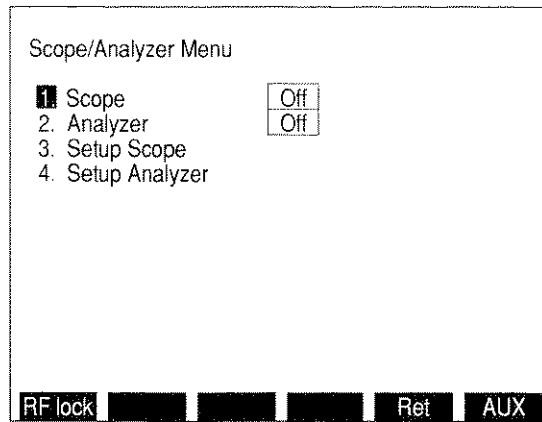 Scope/Analyzer Menu
1. Scope Off
2. Analyzer Off
3. Setup Scope
4. Setup Analyzer
RF lock Ret AUX